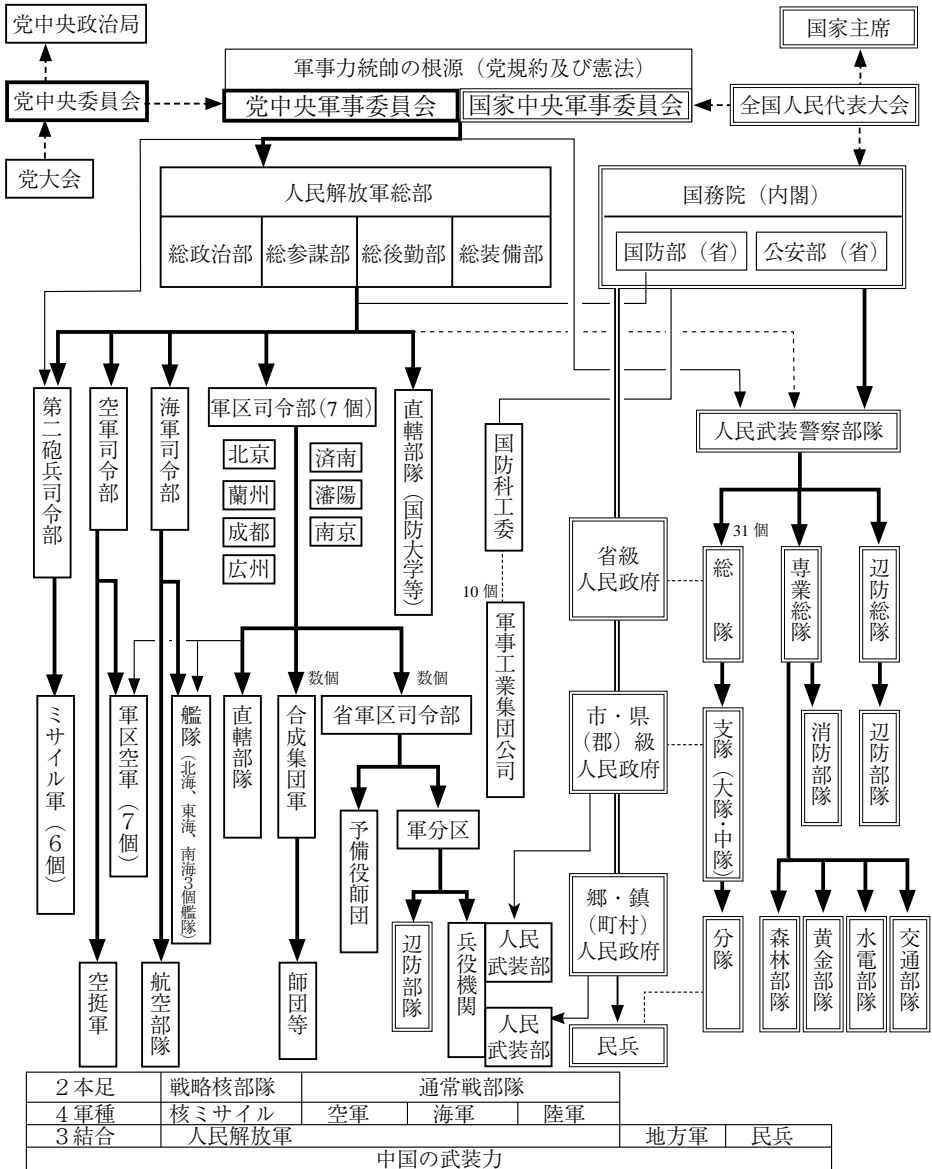 党中央政治局
国家主席
軍事力統帥の根源（党規約及び憲法）
党中央委員会
党中央軍事委員会
国家中央軍事委員会
全国人民代表大会
党大会
人民解放軍総部
総政治部
総参謀部
総後勤部
総装備部
国務院（内閣）
国防部（省）
公安部（省）
第二砲兵司令部
空軍司令部
海軍司令部
軍区司令部（7個）
北京
済南
蘭州
瀋陽
成都
南京
広州
直轄部隊（国防大学等）
国防科工委
10個
軍事工業集団公司
人民武装警察部隊
省級
人民政府
31個
総隊
専業総隊
辺防総隊
ミサイル軍（６個）
軍区空軍（７個）
艦隊（北海、東海、南海３個艦隊）
直轄部隊
数個
合成集団軍
数個
省軍区司令部
市・県
（郡）級
人民政府
支隊（大隊・中隊）
消防部隊
辺防部隊
予備役師団
軍分区
郷・鎮
（町村）
人民政府
空挺軍
航空部隊
師団等
辺防部隊
兵役機関
人民
武装部
人民
武装部
民兵
分隊
森林部隊
黄金部隊
水電部隊
交通部隊
２本足
戦略核部隊
通常戦部隊
４軍種
核ミサイル
空軍
海軍
陸軍
３結合
人民解放軍
地方軍
民兵
中国の武装力